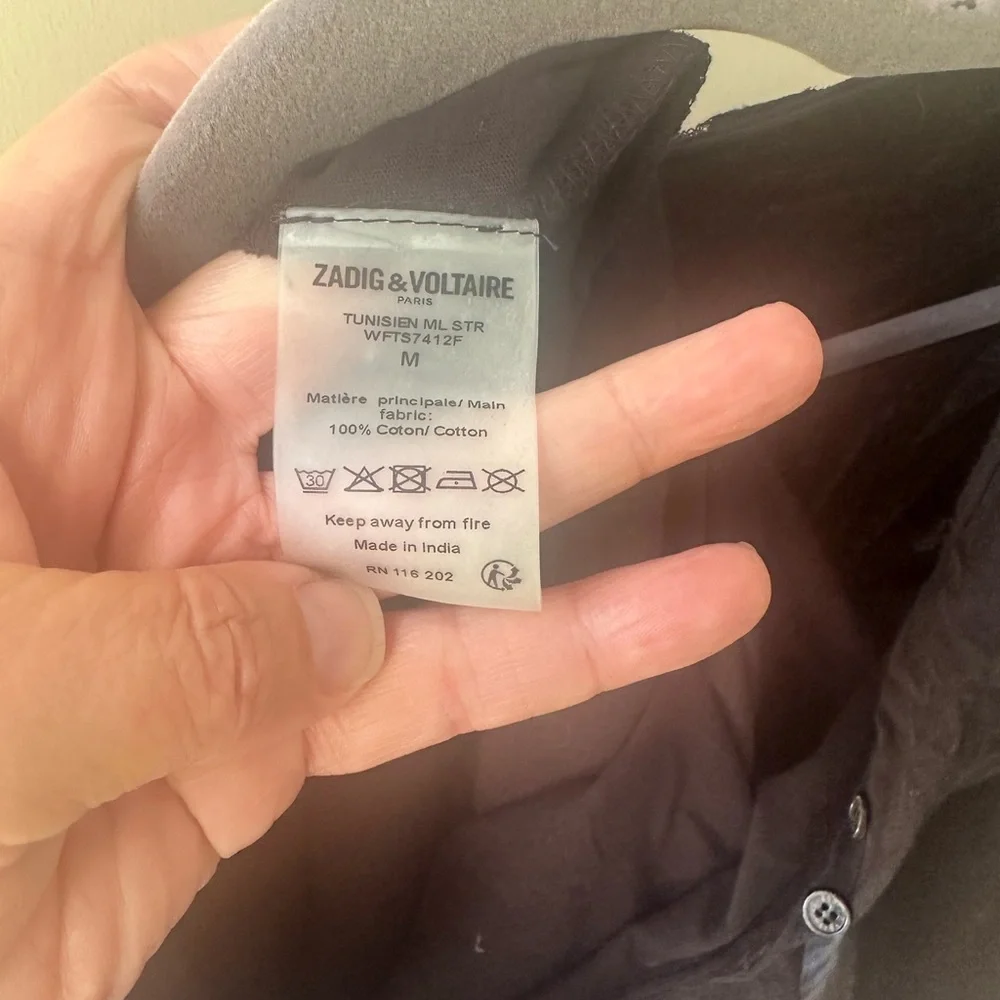 ZADIG & VOLTAIRE
PARIS
TUNISIEN ML STR
WFTS7412F
M
Matière principale/ Main
fabric:
100% Coton/ Cotton
30
Keep away from fire
Made in India
RN 116 202